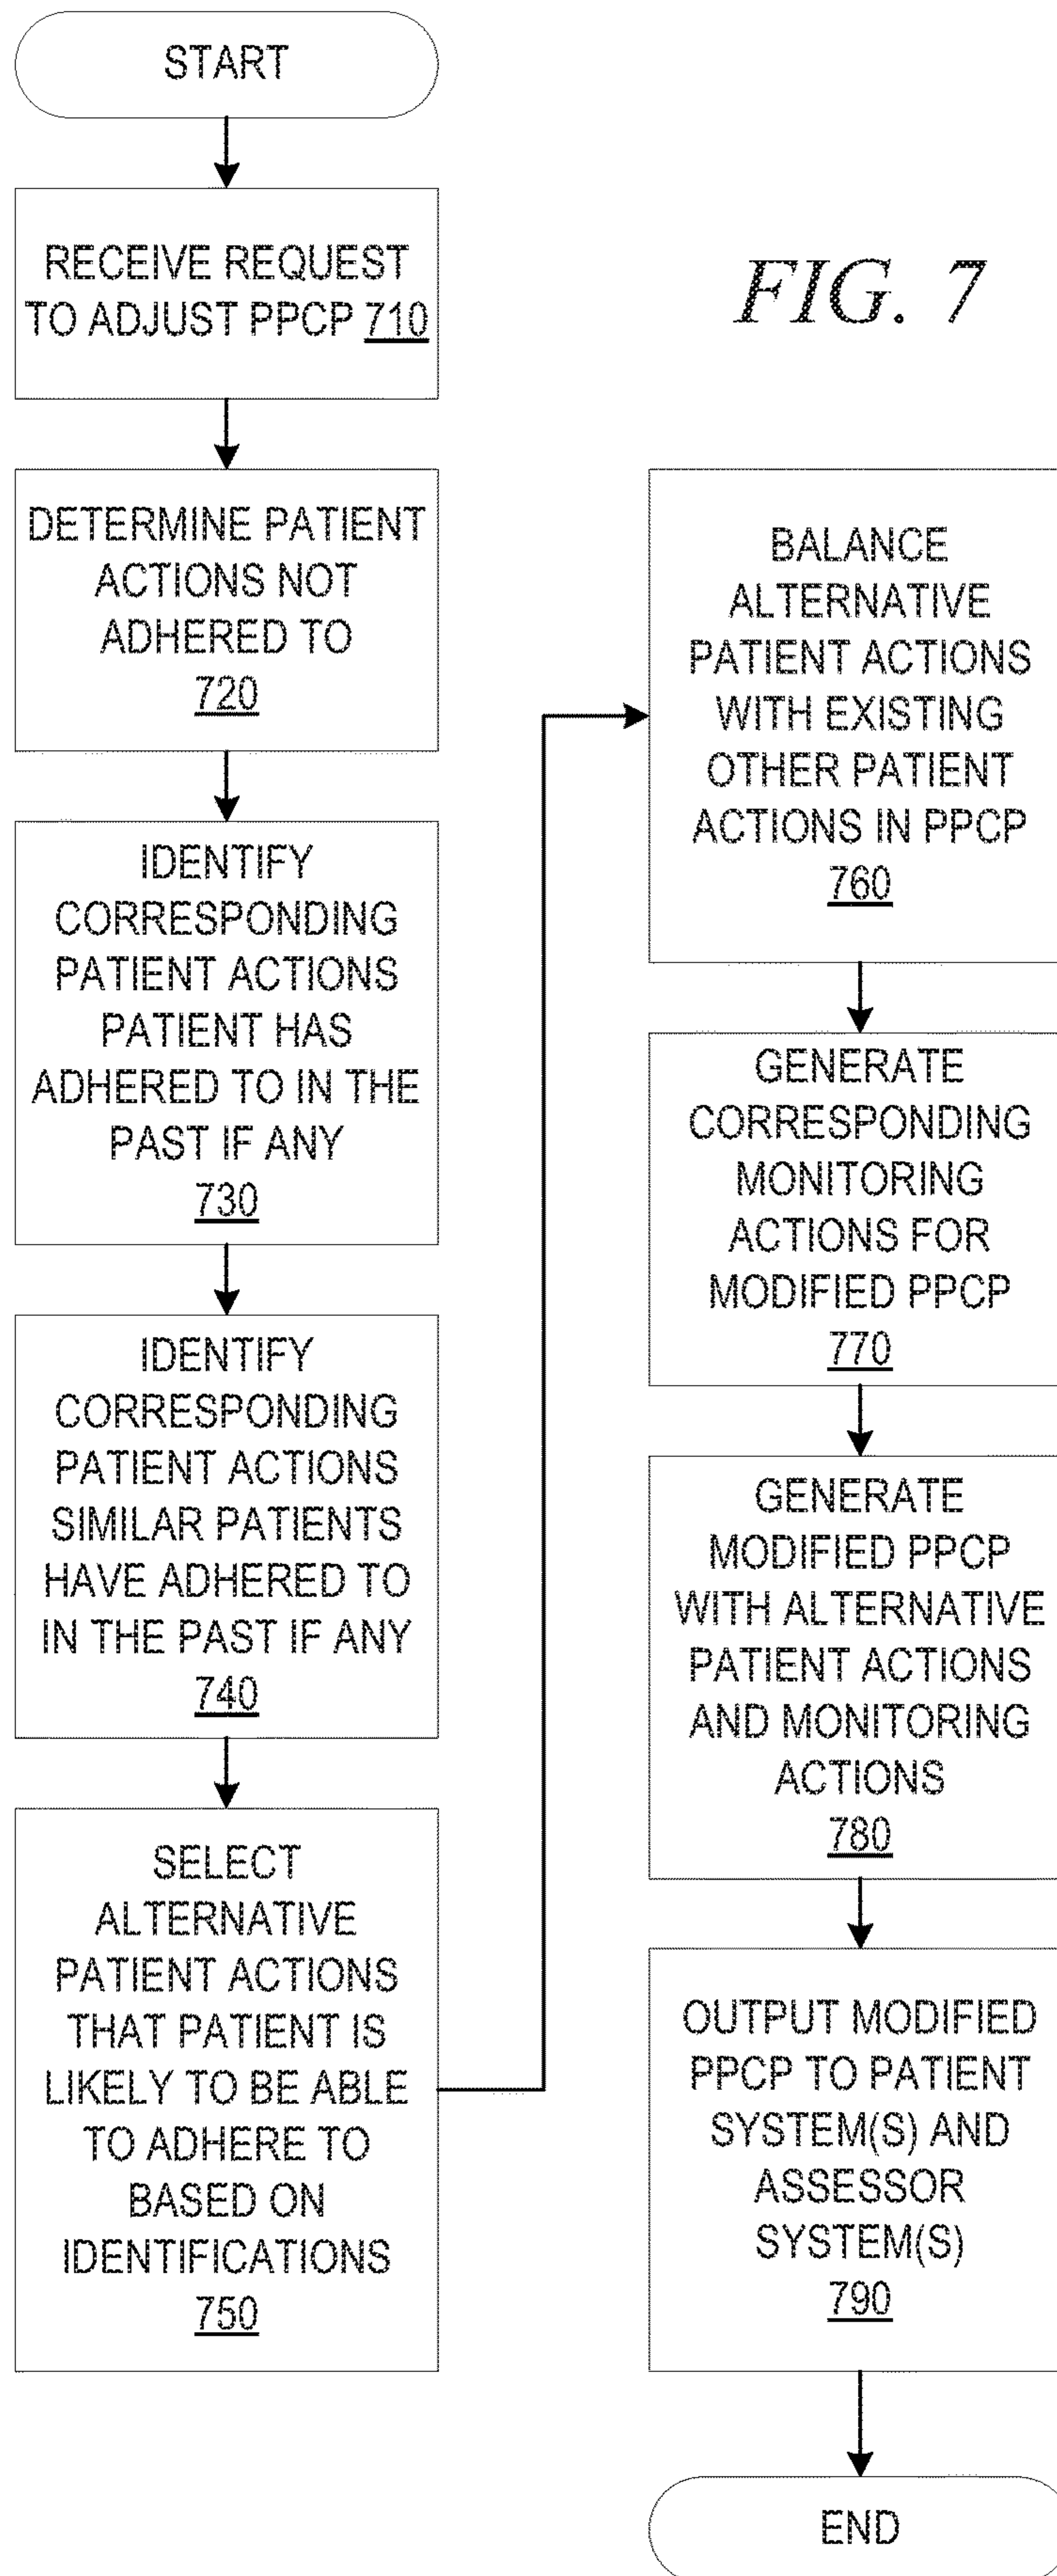 START
RECEIVE REQUEST
TO ADJUST PPCP 710
FIG. 7
DETERMINE PATIENT
ACTIONS NOT
ADHERED TO
720
IDENTIFY
CORRESPONDING
PATIENT ACTIONS
PATIENT HAS
ADHERED TO IN THE
PAST IF ANY
730
IDENTIFY
CORRESPONDING
PATIENT ACTIONS
SIMILAR PATIENTS
HAVE ADHERED TO
IN THE PAST IF ANY
740
SELECT
ALTERNATIVE
PATIENT ACTIONS
THAT PATIENT IS
LIKELY TO BE ABLE
TO ADHERE TO
BASED ON
IDENTIFICATIONS
750
BALANCE
ALTERNATIVE
PATIENT ACTIONS
WITH EXISTING
OTHER PATIENT
ACTIONS IN PPCP
760
GENERATE
CORRESPONDING
MONITORING
ACTIONS FOR
MODIFIED PPCP
770
GENERATE
MODIFIED PPCP
WITH ALTERNATIVE
PATIENT ACTIONS
AND MONITORING
ACTIONS
780
OUTPUT MODIFIED
PPCP TO PATIENT
SYSTEM(S) AND
ASSESSOR
SYSTEM(S)
790
END